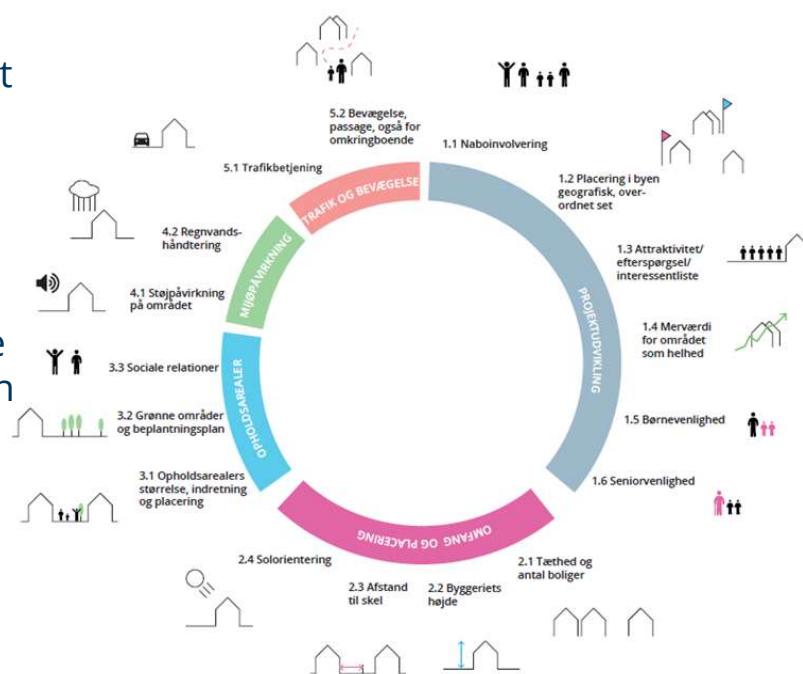 t
e
n
5.2 Bevægelse,
passage, også for
omkringboende
1.1 Naboinvolvering
5.1 Trafikbetjening
1.2 Placering i byen
geografisk, over-
ordnet set
TRAFIK OG BEVÆGELSE
4.2 Regnvands-
håndtering
1.3 Attraktivitet/
efterspørgsel/
interessentliste
MIJØPÅVIRKNING
PROJEKTUDVIKLING
4.1 Støjpåvirkning
på området
1.4 Merværdi
for området
som helhed
3.3 Sociale relationer
OPHOLDSAREALER
3.2 Grønne områder
og beplantningsplan
1.5 Børnevenlighed
3.1 Opholdsarealers
størrelse, indretning
og placering
1.6 Seniorvenlighed
OMFANG OG PLACERING
2.4 Solorientering
2.3 Afstand
til skel
2.2 Byggeriets
højde
2.1 Tæthed og
antal boliger